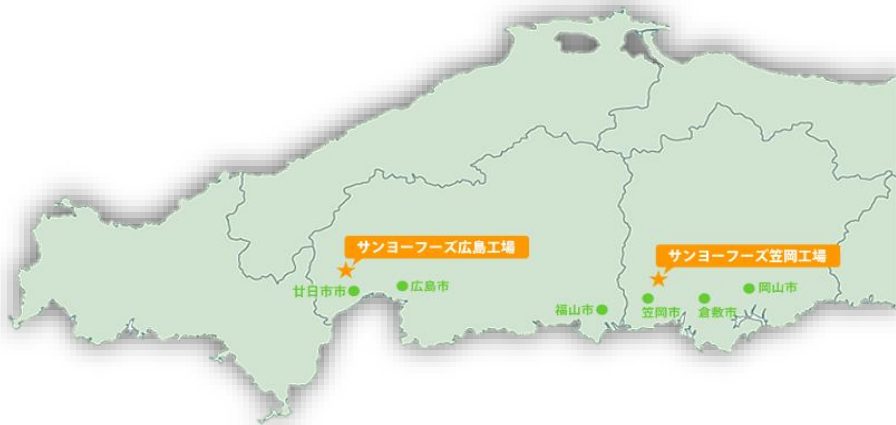 サンヨーフーズ広島工場
サンヨーフーズ笠岡工場
廿日市市
広島市
福山市
笠岡市
倉敷市
岡山市